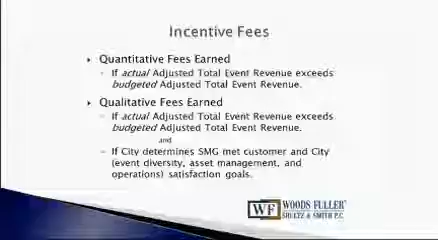 Incentive Fees
Quantitative Fees Earned
If actual Adjusted Total Event Revenue exceeds
budgeted Adjusted Total Event Revenue.
Qualitative Fees Earned
If actual Adjusted Total Event Revenue exceeds
budgeted Adjusted Total Event Revenue.
and
If City determines SMG met customer and City
(event diversity, asset management, and
operations) satisfaction goals.
WF WOODS FULLER
SHULTZ & SMITH P.C.